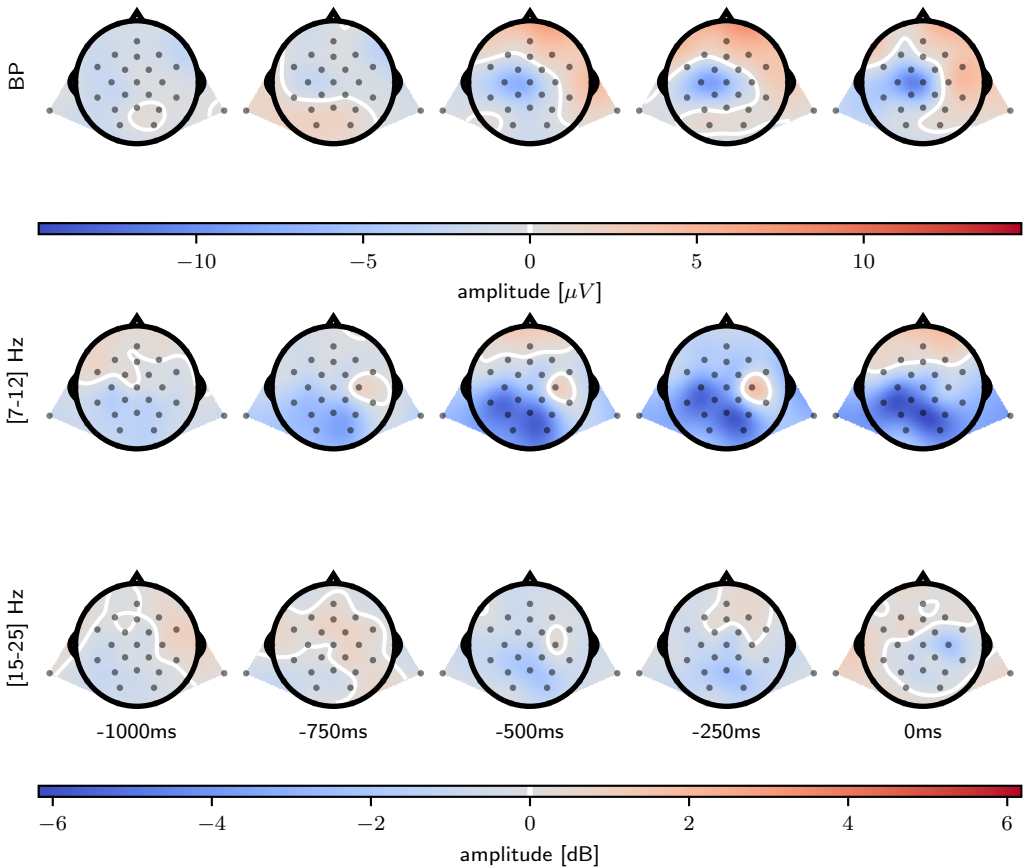 BP
−10 −5 0 5 10
amplitude [μV]
[7-12] Hz
[15-25] Hz
-1000ms -750ms -500ms -250ms 0ms
−6 −4 −2 0 2 4 6
amplitude [dB]